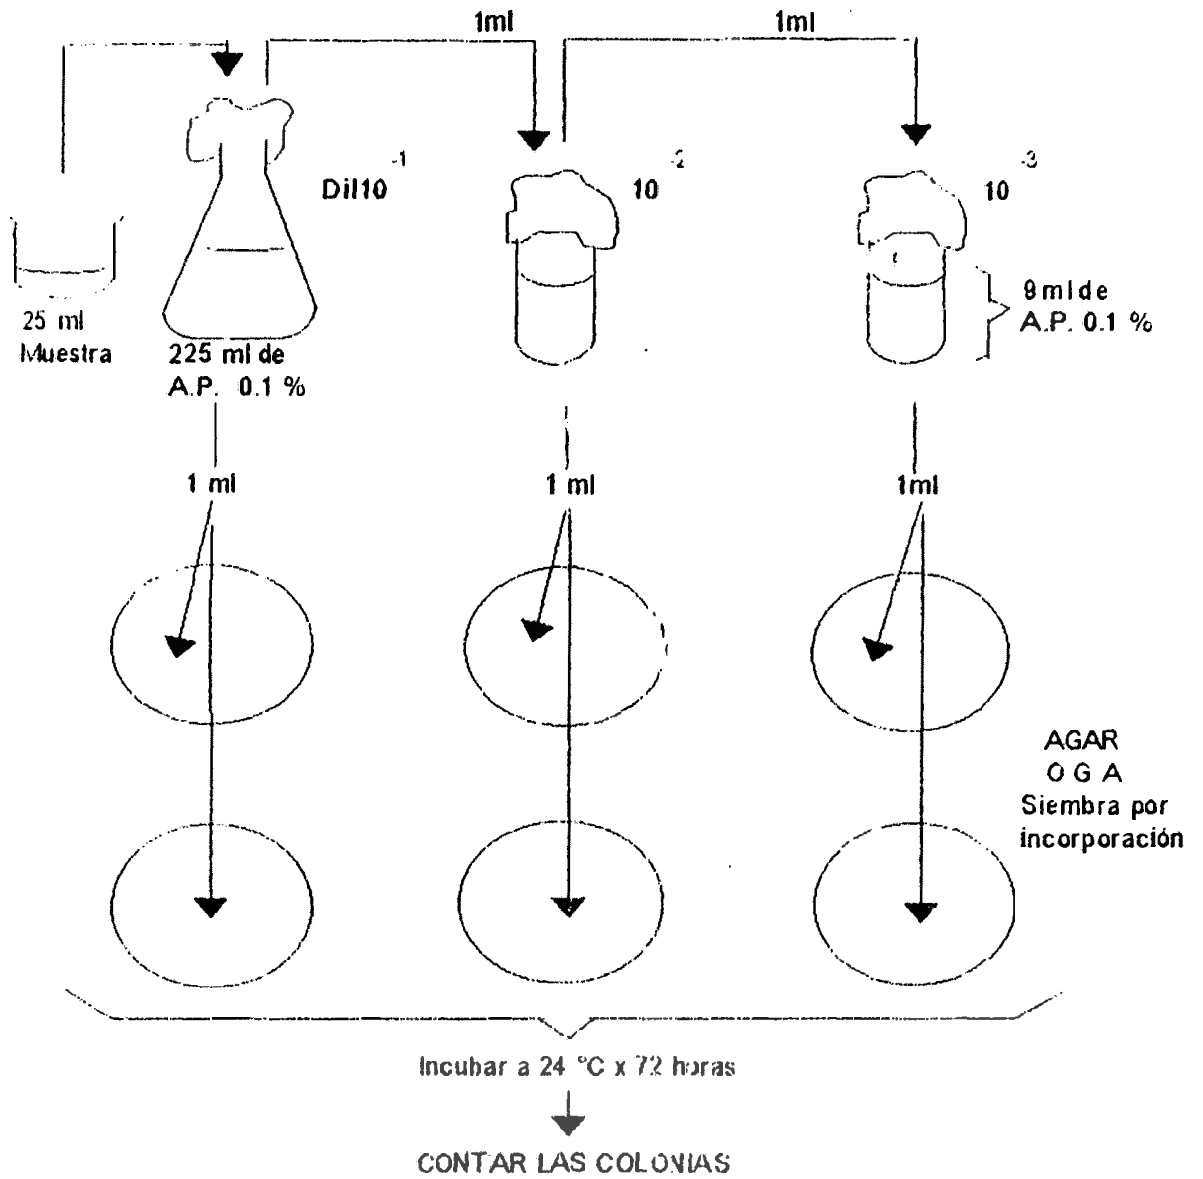 1ml
1ml
Dil10
-1
10
-2
10
-3
25 ml
Muestra
225 ml de
A.P. 0.1 %
9 ml de
A.P. 0.1 %
1 ml
1 ml
1ml
AGAR
O G A
Siembra por
incorporación
Incubar a 24 °C x 72 horas
CONTAR LAS COLONIAS